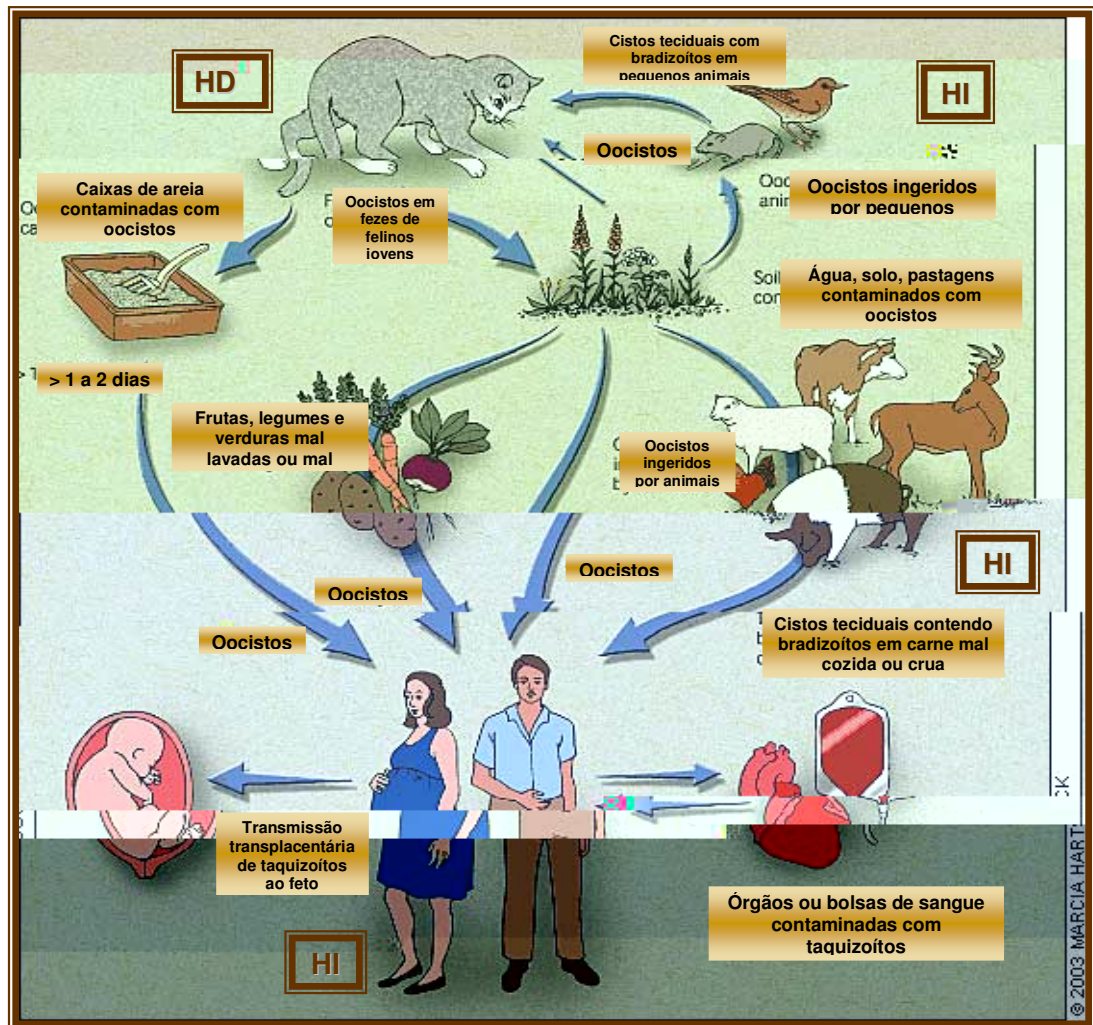 HD
Cistos teciduais com
bradizoítos em
pequenos animais
HI
Oocistos
Caixas de areia
contaminadas com
oocistos
Oocistos em
fezes de
felinos
jovens
Oocistos ingeridos
por pequenos
Água, solo, pastagens
contaminados com
oocistos
> 1 a 2 dias
Frutas, legumes e
verduras mal
lavadas ou mal
Oocistos
ingeridos
por animais
HI
Oocistos
Oocistos
Oocistos
Cistos teciduais contendo
bradizoítos em carne mal
cozida ou crua
Transmissão
transplacentária
de taquizoítos
ao feto
Órgãos ou bolsas de sangue
contaminadas com
taquizoítos
HI
© 2003 MARCIA HART